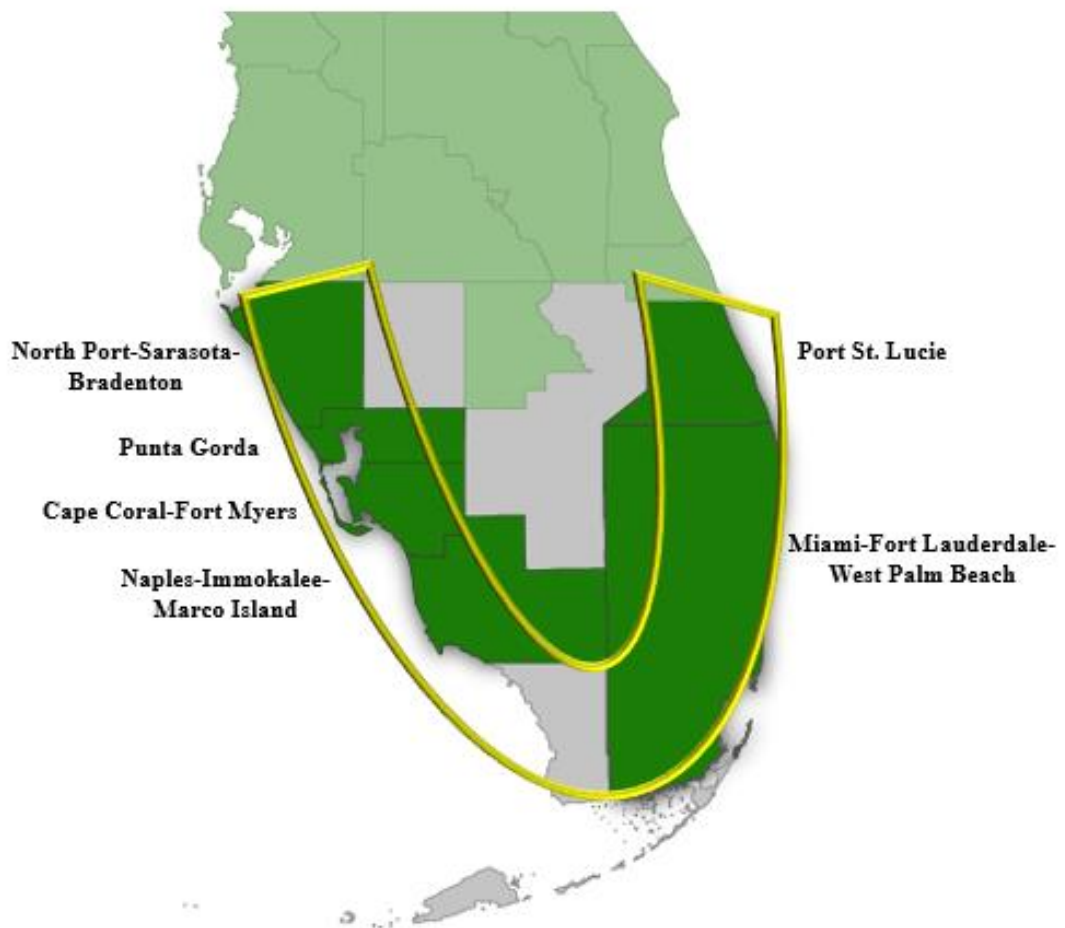 North Port-Sarasota-
Bradenton
Port St. Lucie
Punta Gorda
Cape Coral-Fort Myers
Miami-Fort Lauderdale-
West Palm Beach
Naples-Immokalee-
Marco Island